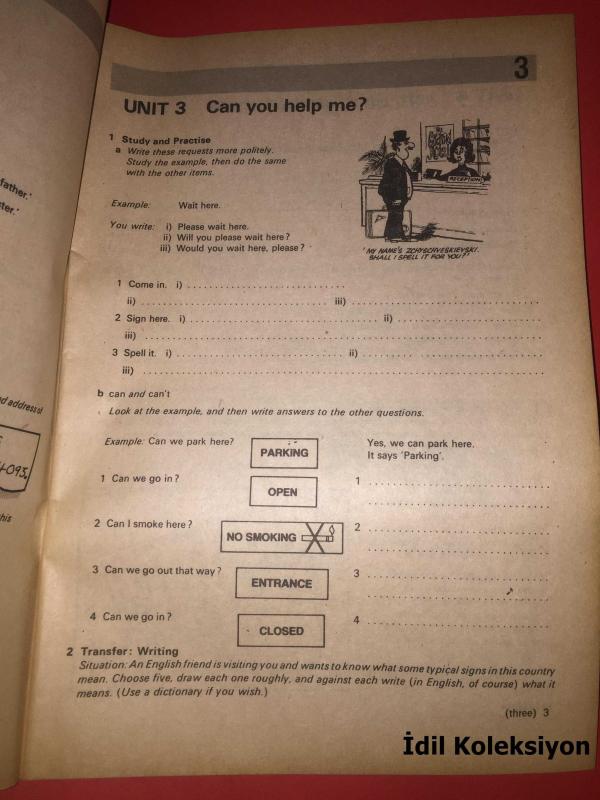 father.'
ter.'
nd address of
+095.
his
3
UNIT 3 Can you help me?
1 Study and Practise
a Write these requests more politely.
Study the example, then do the same
with the other items.
Example: Wait here.
You write: i) Please wait here.
ii) Will you please wait here?
iii) Would you wait here, please?
RECEPTION
'MY NAME'S ZCHYSCHVESKIEVSKI.
SHALL I SPELL IT FOR YOU?'
1 Come in. i)
ii) iii)
2 Sign here. i) ii)
iii)
3 Spell it. i) ii)
iii)
b can and can't
Look at the example, and then write answers to the other questions.
Example: Can we park here? PARKING Yes, we can park here.
It says 'Parking'.
1 Can we go in? OPEN 1
2 Can I smoke here? NO SMOKING 2
3 Can we go out that way? ENTRANCE 3
4 Can we go in? CLOSED 4
2 Transfer: Writing
Situation: An English friend is visiting you and wants to know what some typical signs in this country
mean. Choose five, draw each one roughly, and against each write (in English, of course) what it
means. (Use a dictionary if you wish.)
(three) 3
İdil Koleksiyon